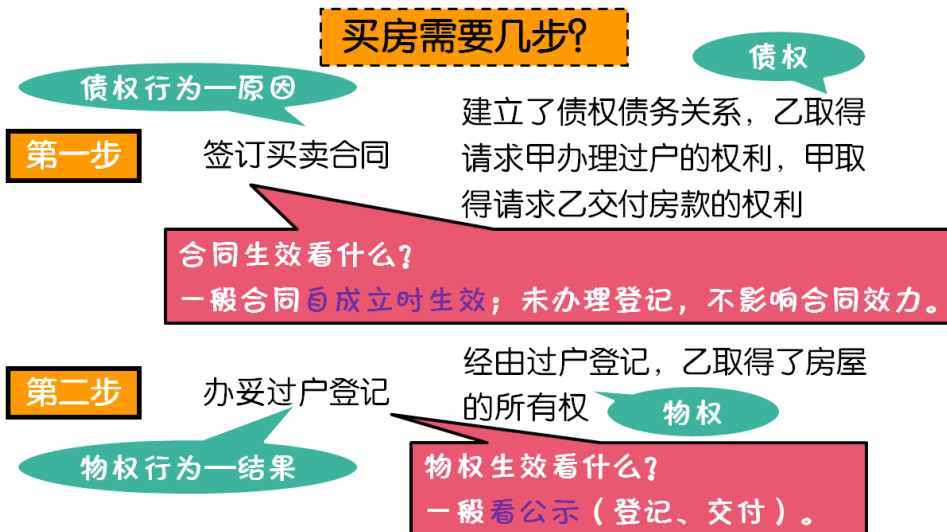 买房需要几步?
债权行为—原因
债权
第一步
签订买卖合同
建立了债权债务关系，乙取得
请求甲办理过户的权利，甲取
得请求乙交付房款的权利
合同生效看什么?
一般合同自成立时生效；未办理登记，不影响合同效力。
第二步
办妥过户登记
经由过户登记，乙取得了房屋
的所有权
物权
物权行为—结果
物权生效看什么?
一般看公示（登记、交付）。